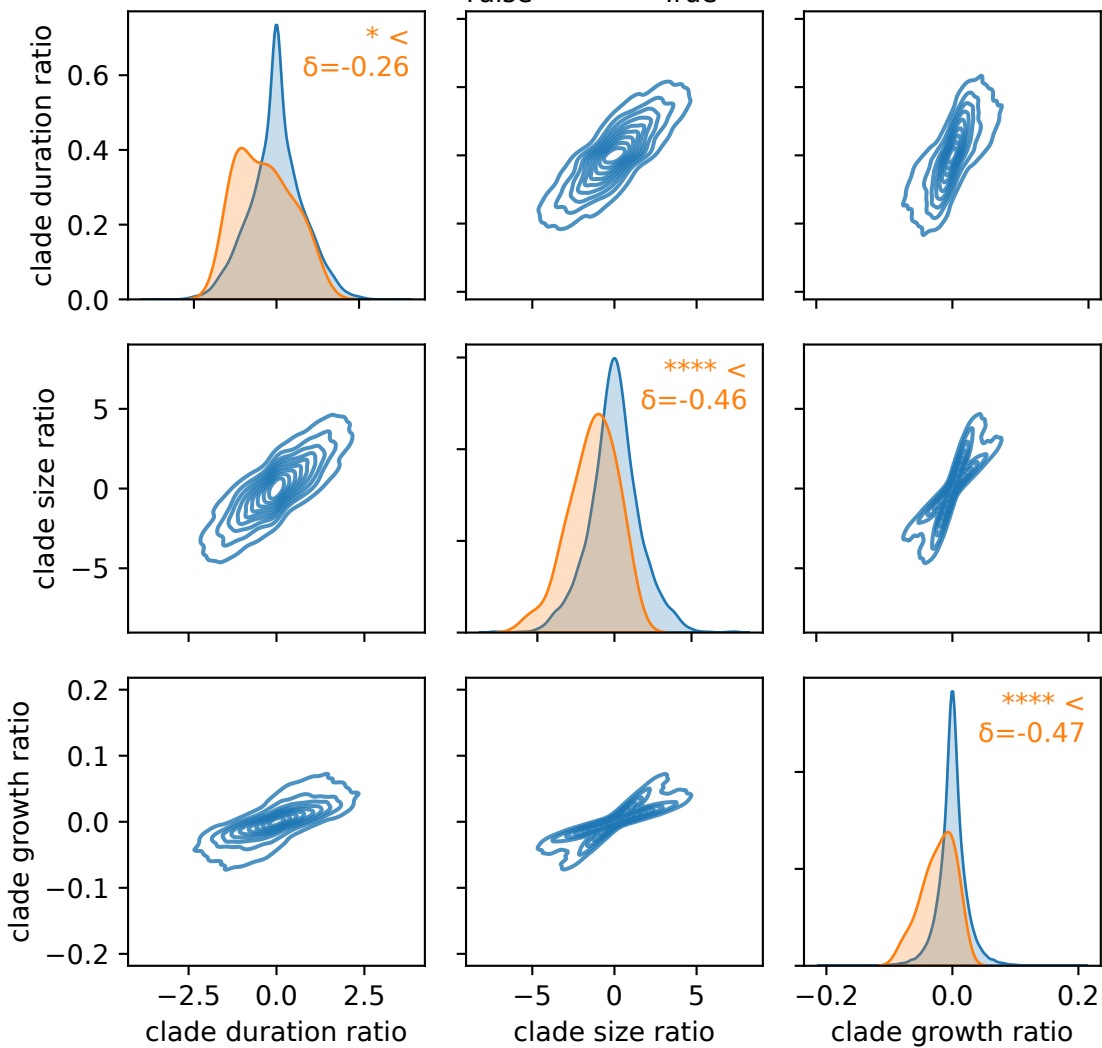 clade duration ratio
0.6
0.4
0.2
0.0
* <
δ=-0.26
clade size ratio
5
0
−5
**** <
δ=-0.46
clade growth ratio
0.2
0.1
0.0
−0.1
−0.2
**** <
δ=-0.47
−2.5 0.0 2.5
−5 0 5
−0.2 0.0 0.2
clade duration ratio
clade size ratio
clade growth ratio